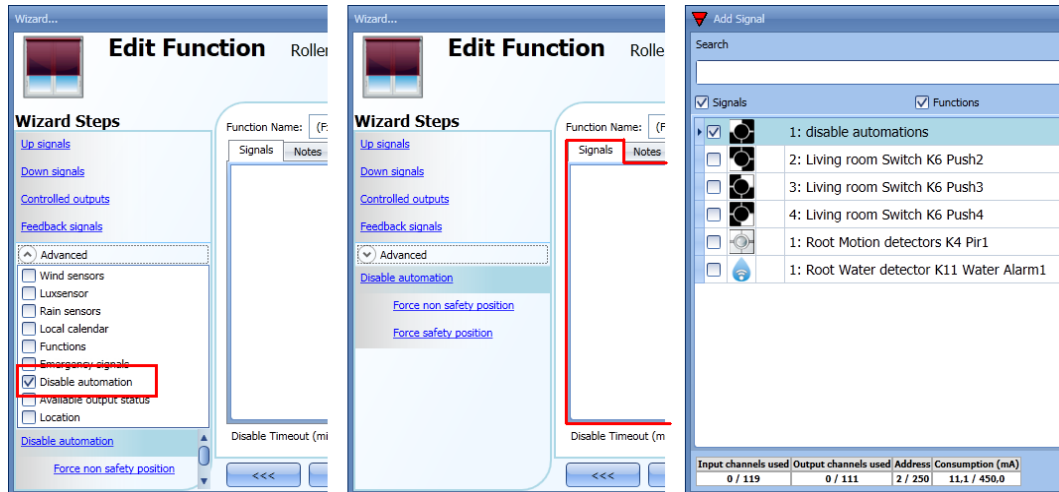 Wizard...
Edit Function Roller
Wizard Steps
Up signals
Down signals
Controlled outputs
Feedback signals
Advanced
Wind sensors
Luxsensor
Rain sensors
Local calendar
Functions
Emergency signals
Disable automation
Available output status
Location
Disable automation
Force non safety position
Function Name: (F
Signals Notes
Disable Timeout (mi
<<<
Wizard...
Edit Function Rolle
Wizard Steps
Up signals
Down signals
Controlled outputs
Feedback signals
Advanced
Disable automation
Force non safety position
Force safety position
Function Name: (F
Signals Notes
Disable Timeout (m
<<<
Add Signal
Search
Signals Functions
1: disable automations
2: Living room Switch K6 Push2
3: Living room Switch K6 Push3
4: Living room Switch K6 Push4
1: Root Motion detectors K4 Pir1
1: Root Water detector K11 Water Alarm1
Input channels used Output channels used Address Consumption (mA)
0 / 119 0 / 111 2 / 250 11,1 / 450,0